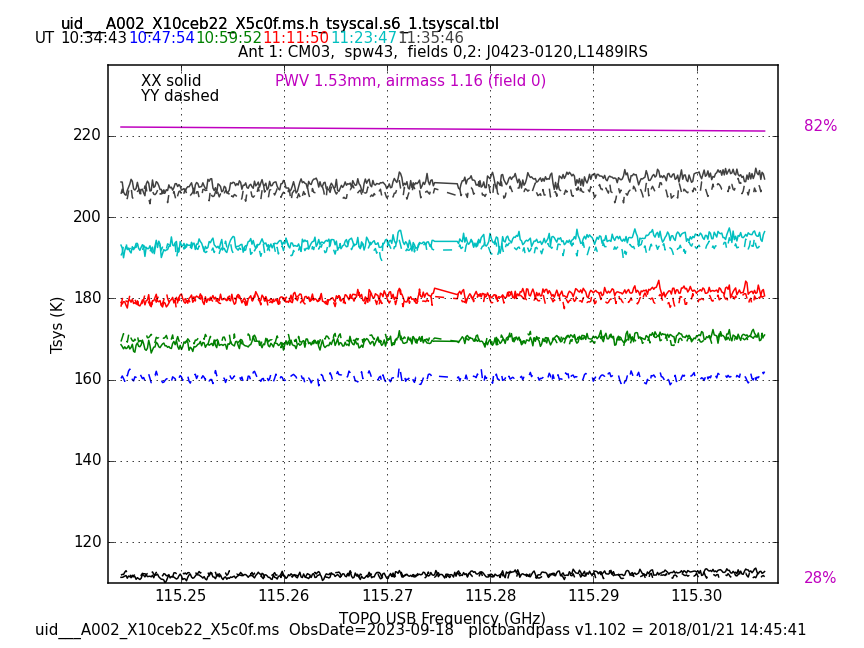 uid___A002_X10ceb22_X5c0f.ms.h_tsyscal.s6_1.tsyscal.tbl
UT 10:34:43 10:47:54 10:59:52 11:11:50 11:23:47 11:35:46
Ant 1: CM03,  spw43,  fields 0,2: J0423-0120,L1489IRS
XX solid PWV 1.53mm, airmass 1.16 (field 0)
YY dashed
82%
220
200
180
160
140
120
28%
Tsys (K)
115.25 115.26 115.27 115.28 115.29 115.30
TOPO USB Frequency (GHz)
uid___A002_X10ceb22_X5c0f.ms  ObsDate=2023-09-18   plotbandpass v1.102 = 2018/01/21 14:45:41